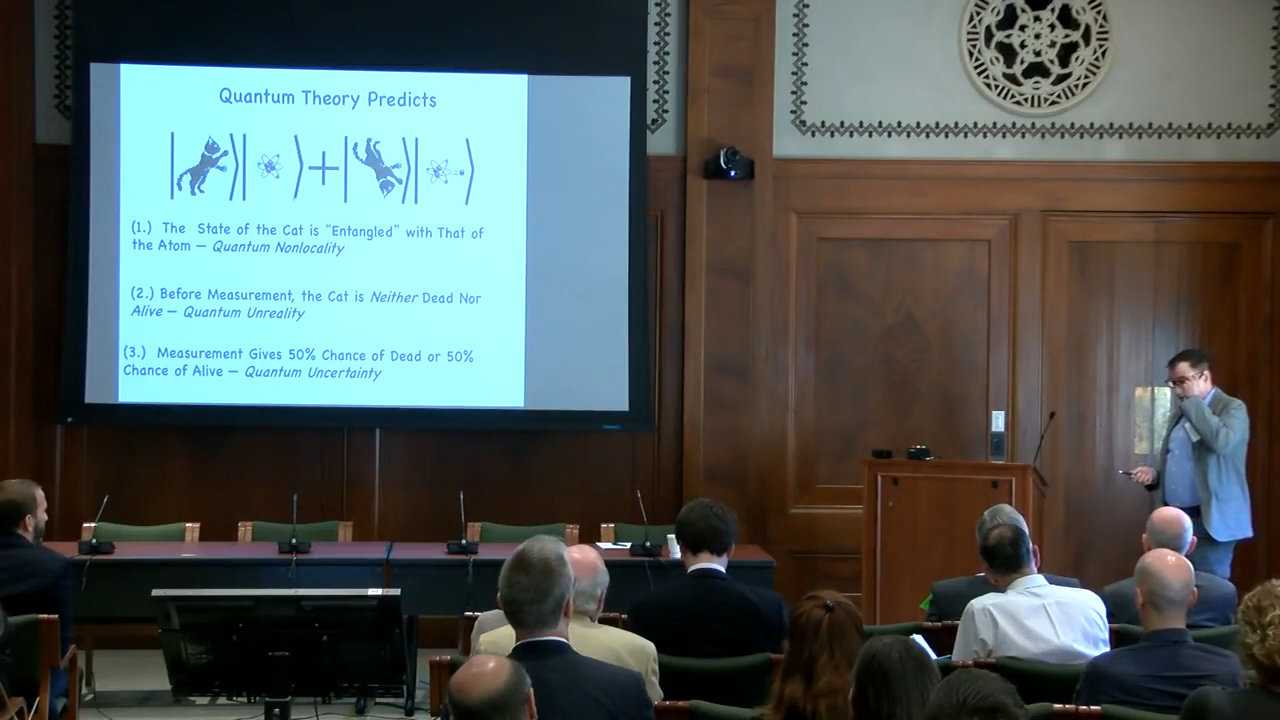 Quantum Theory Predicts
(1.) The State of the Cat is "Entangled" with That of
the Atom – Quantum Nonlocality
(2.) Before Measurement, the Cat is Neither Dead Nor
Alive – Quantum Unreality
(3.) Measurement Gives 50% Chance of Dead or 50%
Chance of Alive – Quantum Uncertainty